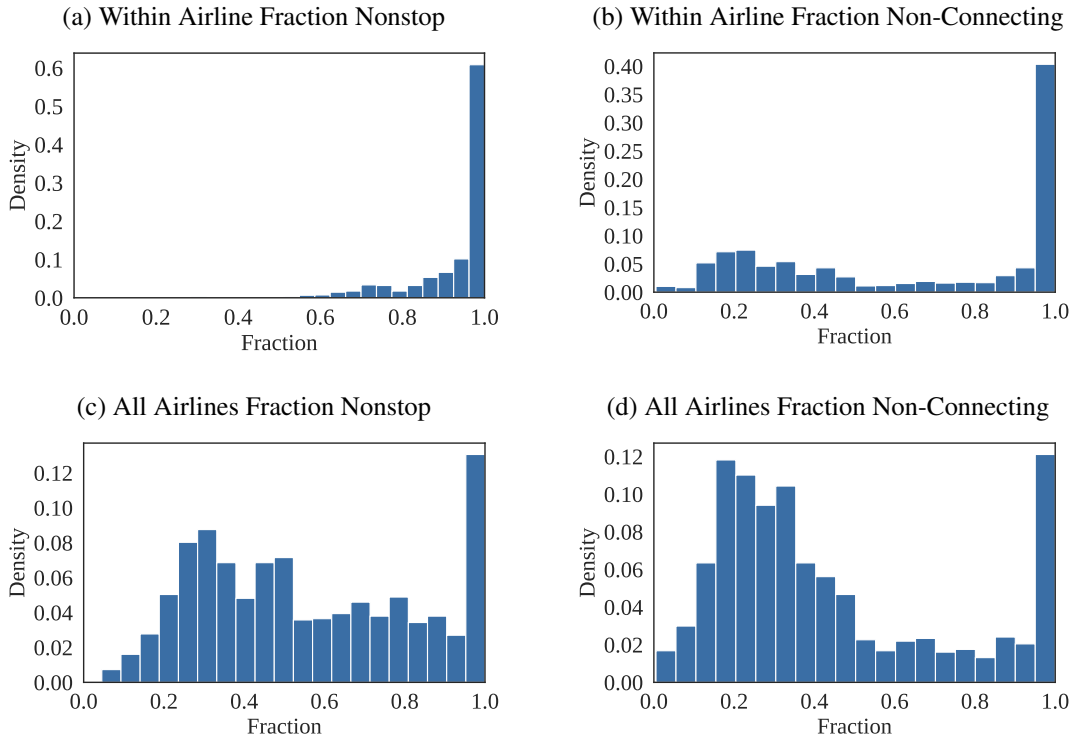 (a) Within Airline Fraction Nonstop
0.6
0.5
0.4
0.3
0.2
0.1
0.0
Density
0.0 0.2 0.4 0.6 0.8 1.0
Fraction
(b) Within Airline Fraction Non-Connecting
0.40
0.35
0.30
0.25
0.20
0.15
0.10
0.05
0.00
Density
0.0 0.2 0.4 0.6 0.8 1.0
Fraction
(c) All Airlines Fraction Nonstop
0.12
0.10
0.08
0.06
0.04
0.02
0.00
Density
0.0 0.2 0.4 0.6 0.8 1.0
Fraction
(d) All Airlines Fraction Non-Connecting
0.12
0.10
0.08
0.06
0.04
0.02
0.00
Density
0.0 0.2 0.4 0.6 0.8 1.0
Fraction